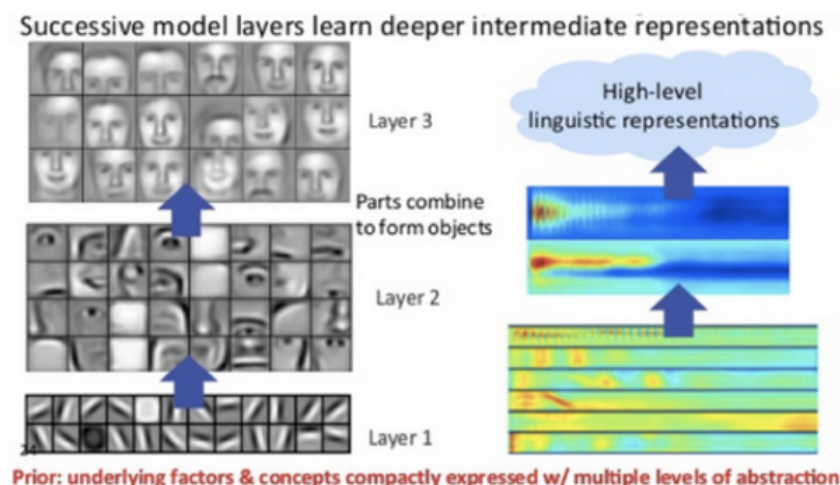 Successive model layers learn deeper intermediate representations
Layer 3
High-level
linguistic representations
Parts combine
to form objects
Layer 2
Layer 1
Prior: underlying factors & concepts compactly expressed w/ multiple levels of abstraction